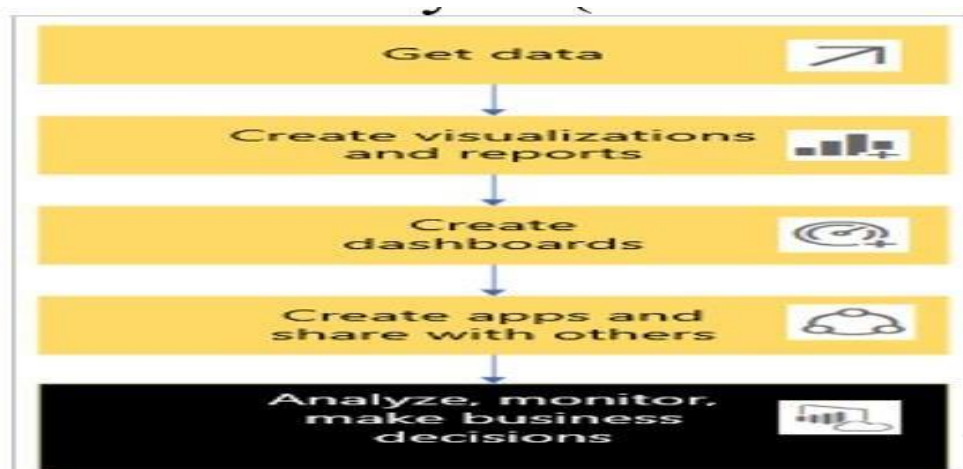 Get data
Create visualizations
and reports
Create
dashboards
Create apps and
share with others
Analyze, monitor,
make business
decisions